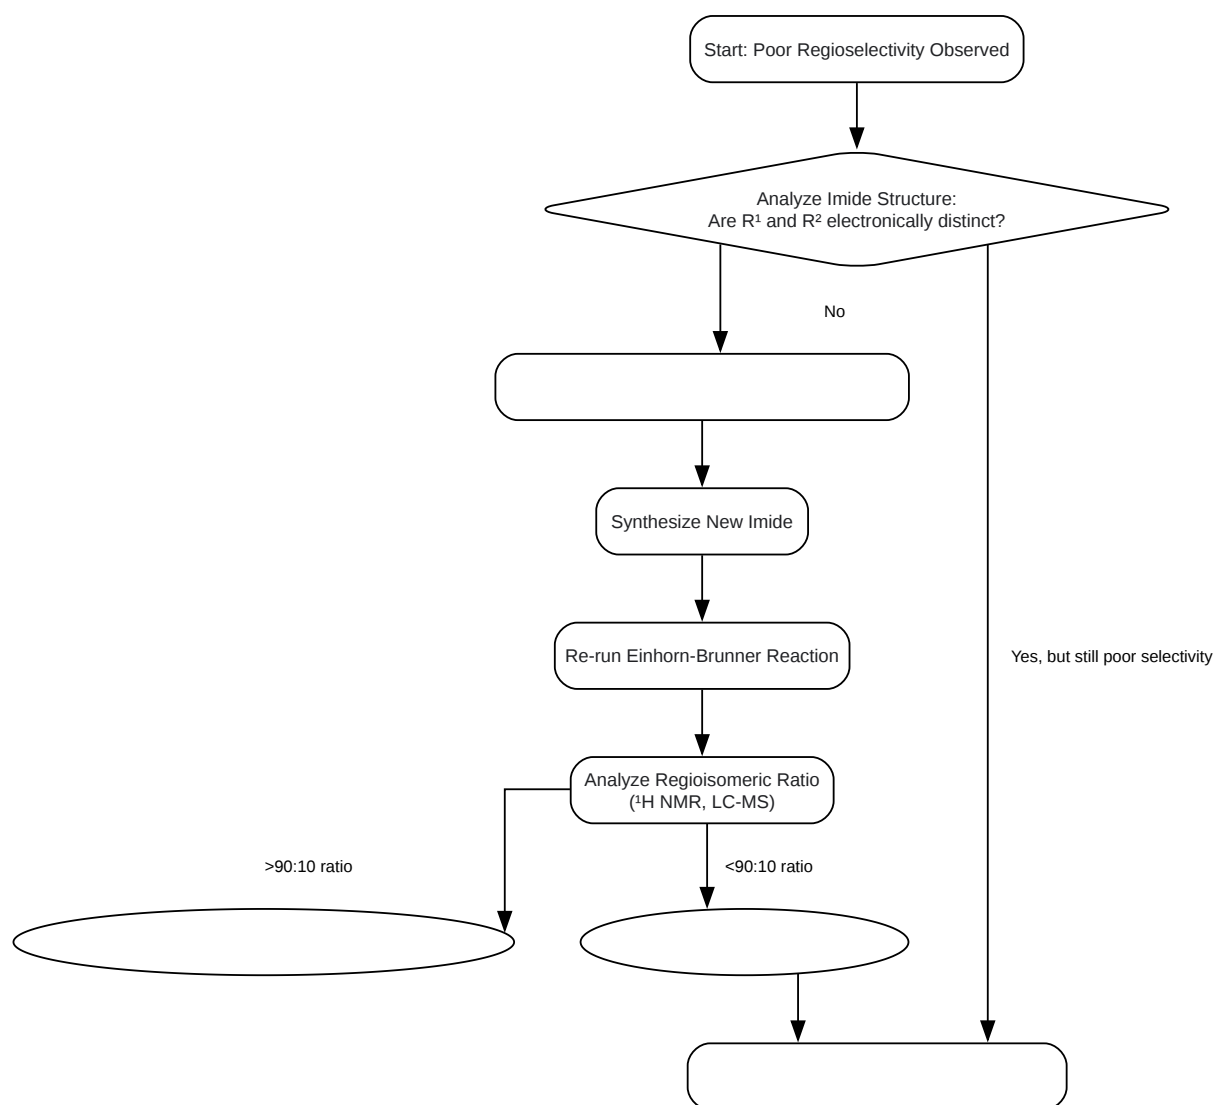 Start: Poor Regioselectivity Observed
Analyze Imide Structure:
Are R¹ and R² electronically distinct?
No
Synthesize New Imide
Re-run Einhorn-Brunner Reaction
Yes, but still poor selectivity
Analyze Regioisomeric Ratio
(¹H NMR, LC-MS)
>90:10 ratio
<90:10 ratio